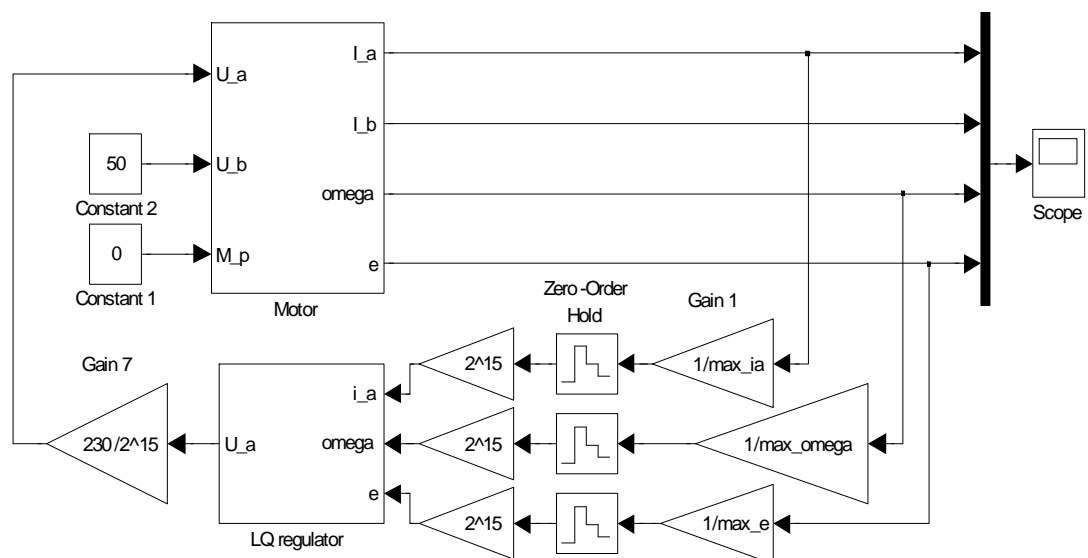 I_a
U_a
I_b
50
U_b
Constant 2
omega
Scope
0
M_p
e
Constant 1
Motor
Zero -Order
Hold
Gain 1
Gain 7
2^15
1/max_ia
i_a
230 /2^15
U_a
omega
2^15
1/max_omega
e
2^15
1/max_e
LQ regulator